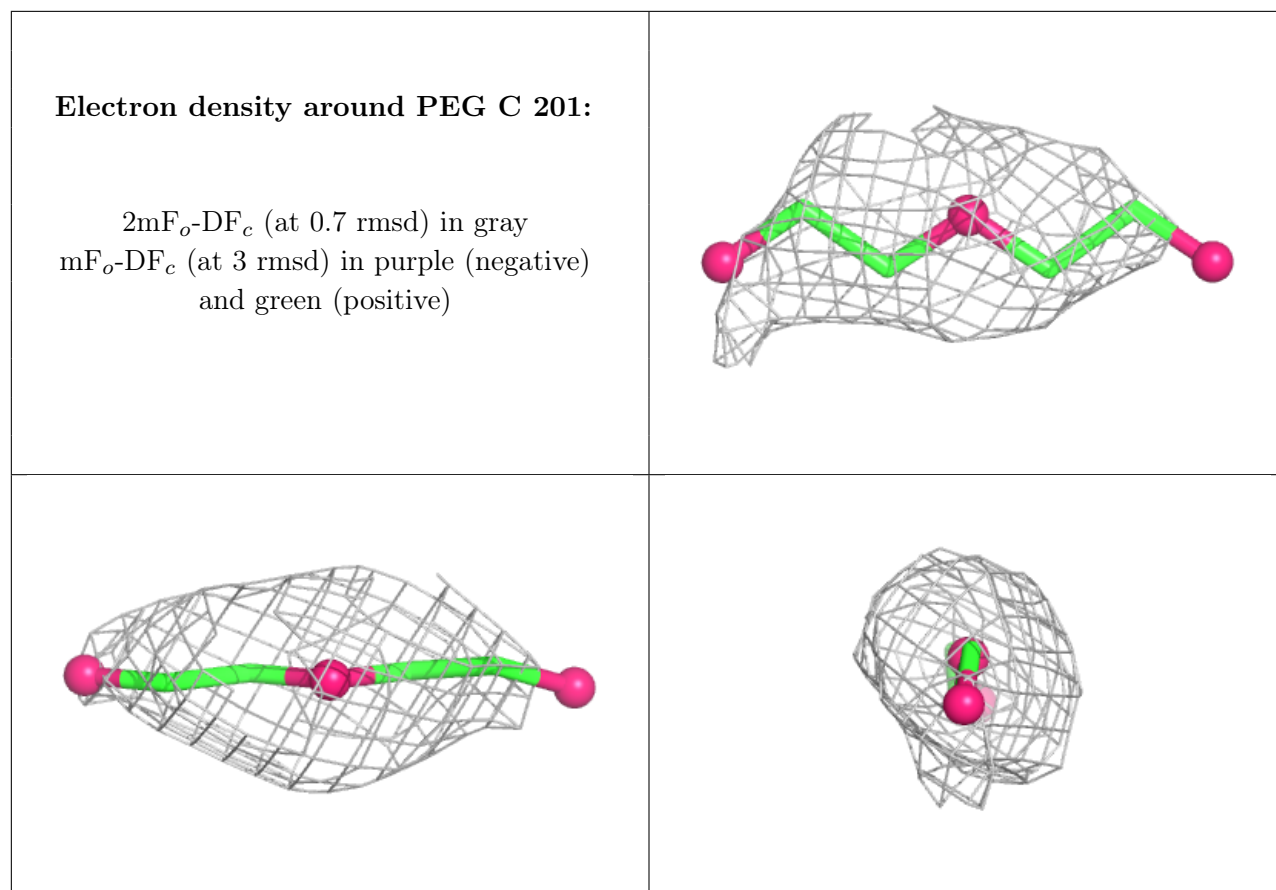 Electron density around PEG C 201:
2mFₒ-DF𝒸 (at 0.7 rmsd) in gray
mFₒ-DF𝒸 (at 3 rmsd) in purple (negative)
and green (positive)